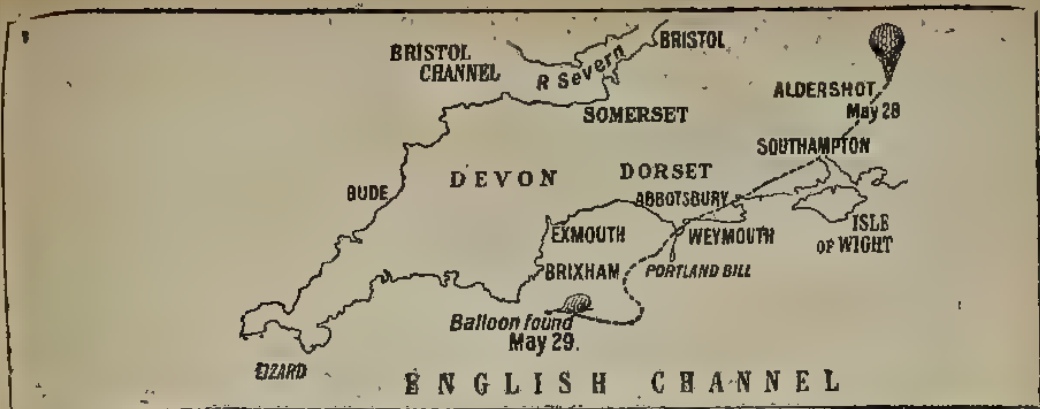 BRISTOL
CHANNEL
R Severn
BRISTOL
ALDERSHOT
May 28
SOMERSET
SOUTHAMPTON
DEVON
DORSET
BUDE
ABBOTSBURY
ISLE
OF WIGHT
EXMOUTH
WEYMOUTH
BRIXHAM
PORTLAND BILL
Balloon found
May 29.
LIZARD
ENGLISH CHANNEL